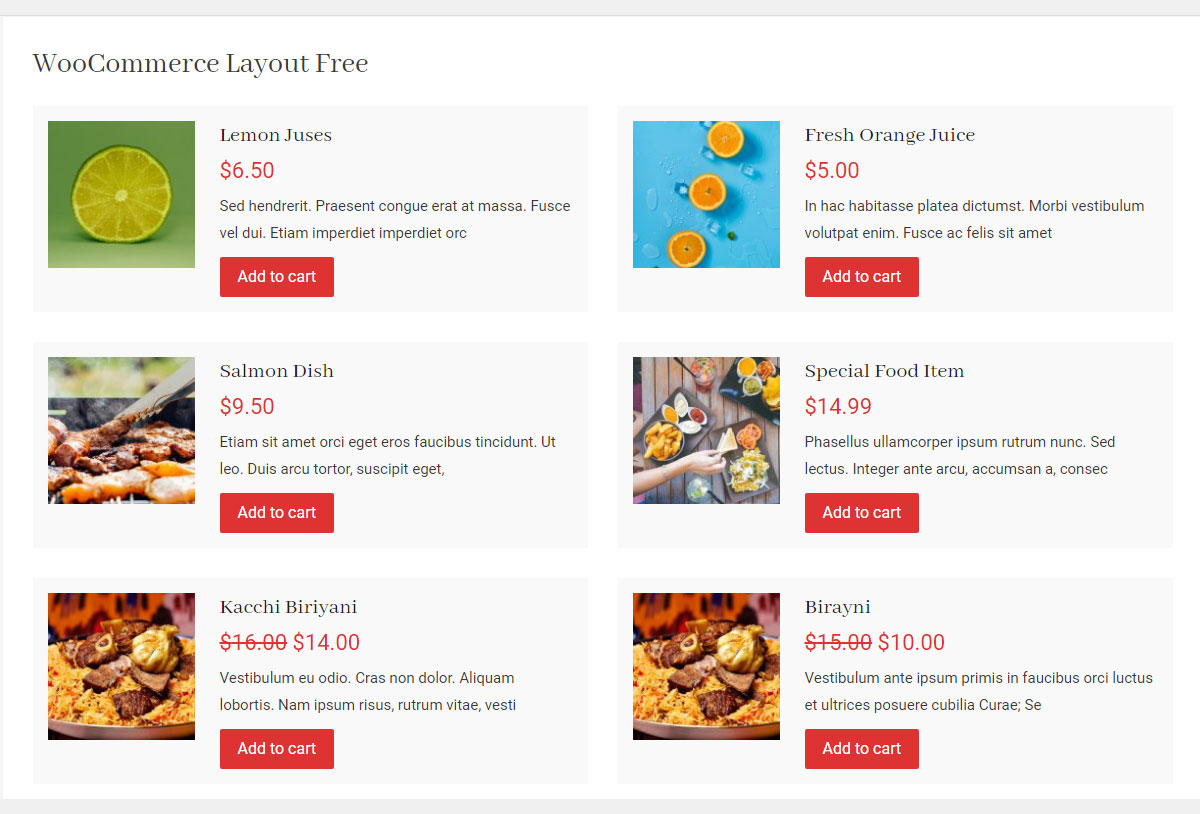 WooCommerce Layout Free
Lemon Juses
$6.50
Sed hendrerit. Praesent congue erat at massa. Fusce
vel dui. Etiam imperdiet imperdiet orc
Add to cart
Fresh Orange Juice
$5.00
In hac habitasse platea dictumst. Morbi vestibulum
volutpat enim. Fusce ac felis sit amet
Add to cart
Salmon Dish
$9.50
Etiam sit amet orci eget eros faucibus tincidunt. Ut
leo. Duis arcu tortor, suscipit eget,
Add to cart
Special Food Item
$14.99
Phasellus ullamcorper ipsum rutrum nunc. Sed
lectus. Integer ante arcu, accumsan a, consec
Add to cart
Kacchi Biriyani
$16.00 $14.00
Vestibulum eu odio. Cras non dolor. Aliquam
lobortis. Nam ipsum risus, rutrum vitae, vesti
Add to cart
Birayni
$15.00 $10.00
Vestibulum ante ipsum primis in faucibus orci luctus
et ultrices posuere cubilia Curae; Se
Add to cart